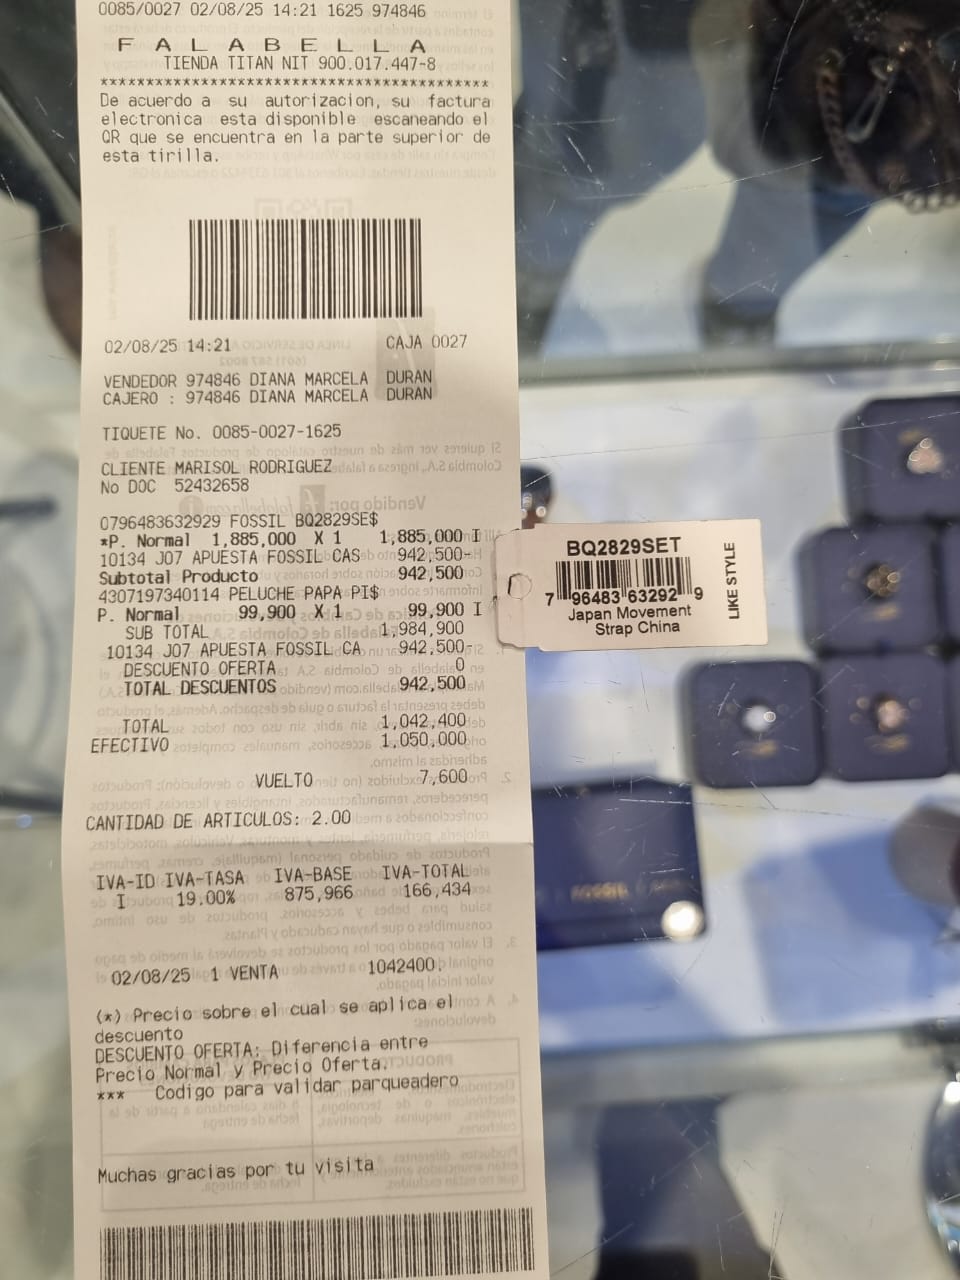 0085/0027 02/08/25 14:21 1625 974846
F A L A B E L L A
TIENDA TITAN NIT 900.017.447-8
****************************************
De acuerdo a su autorizacion, su factura
electronica esta disponible escaneando el
QR que se encuentra en la parte superior de
esta tirilla.
02/08/25 14:21 CAJA 0027
VENDEDOR 974846 DIANA MARCELA DURAN
CAJERO : 974846 DIANA MARCELA DURAN
TIQUETE No. 0085-0027-1625
CLIENTE MARISOL RODRIGUEZ
No DOC 52432658
0796483632929 FOSSIL BQ2829SE$
*P. Normal 1,885,000 X 1 1,885,000 I
10134 J07 APUESTA FOSSIL CAS 942,500-
Subtotal Producto 942,500
4307197340114 PELUCHE PAPA PI$
P. Normal 99,900 X 1 99,900 I
SUB TOTAL 1,984,900
10134 J07 APUESTA FOSSIL CA 942,500-
DESCUENTO OFERTA 0
TOTAL DESCUENTOS 942,500
TOTAL 1,042,400
EFECTIVO 1,050,000
VUELTO 7,600
CANTIDAD DE ARTICULOS: 2.00
IVA-ID IVA-TASA IVA-BASE IVA-TOTAL
I 19.00% 875,966 166,434
02/08/25 1 VENTA 1042400
(*) Precio sobre el cual se aplica el
descuento
DESCUENTO OFERTA: Diferencia entre
Precio Normal y Precio Oferta.
*** Codigo para validar parqueadero
Muchas gracias por tu visita
BQ2829SET
7 96483 63292 9
Japan Movement
Strap China
LIKE STYLE
FOSSIL